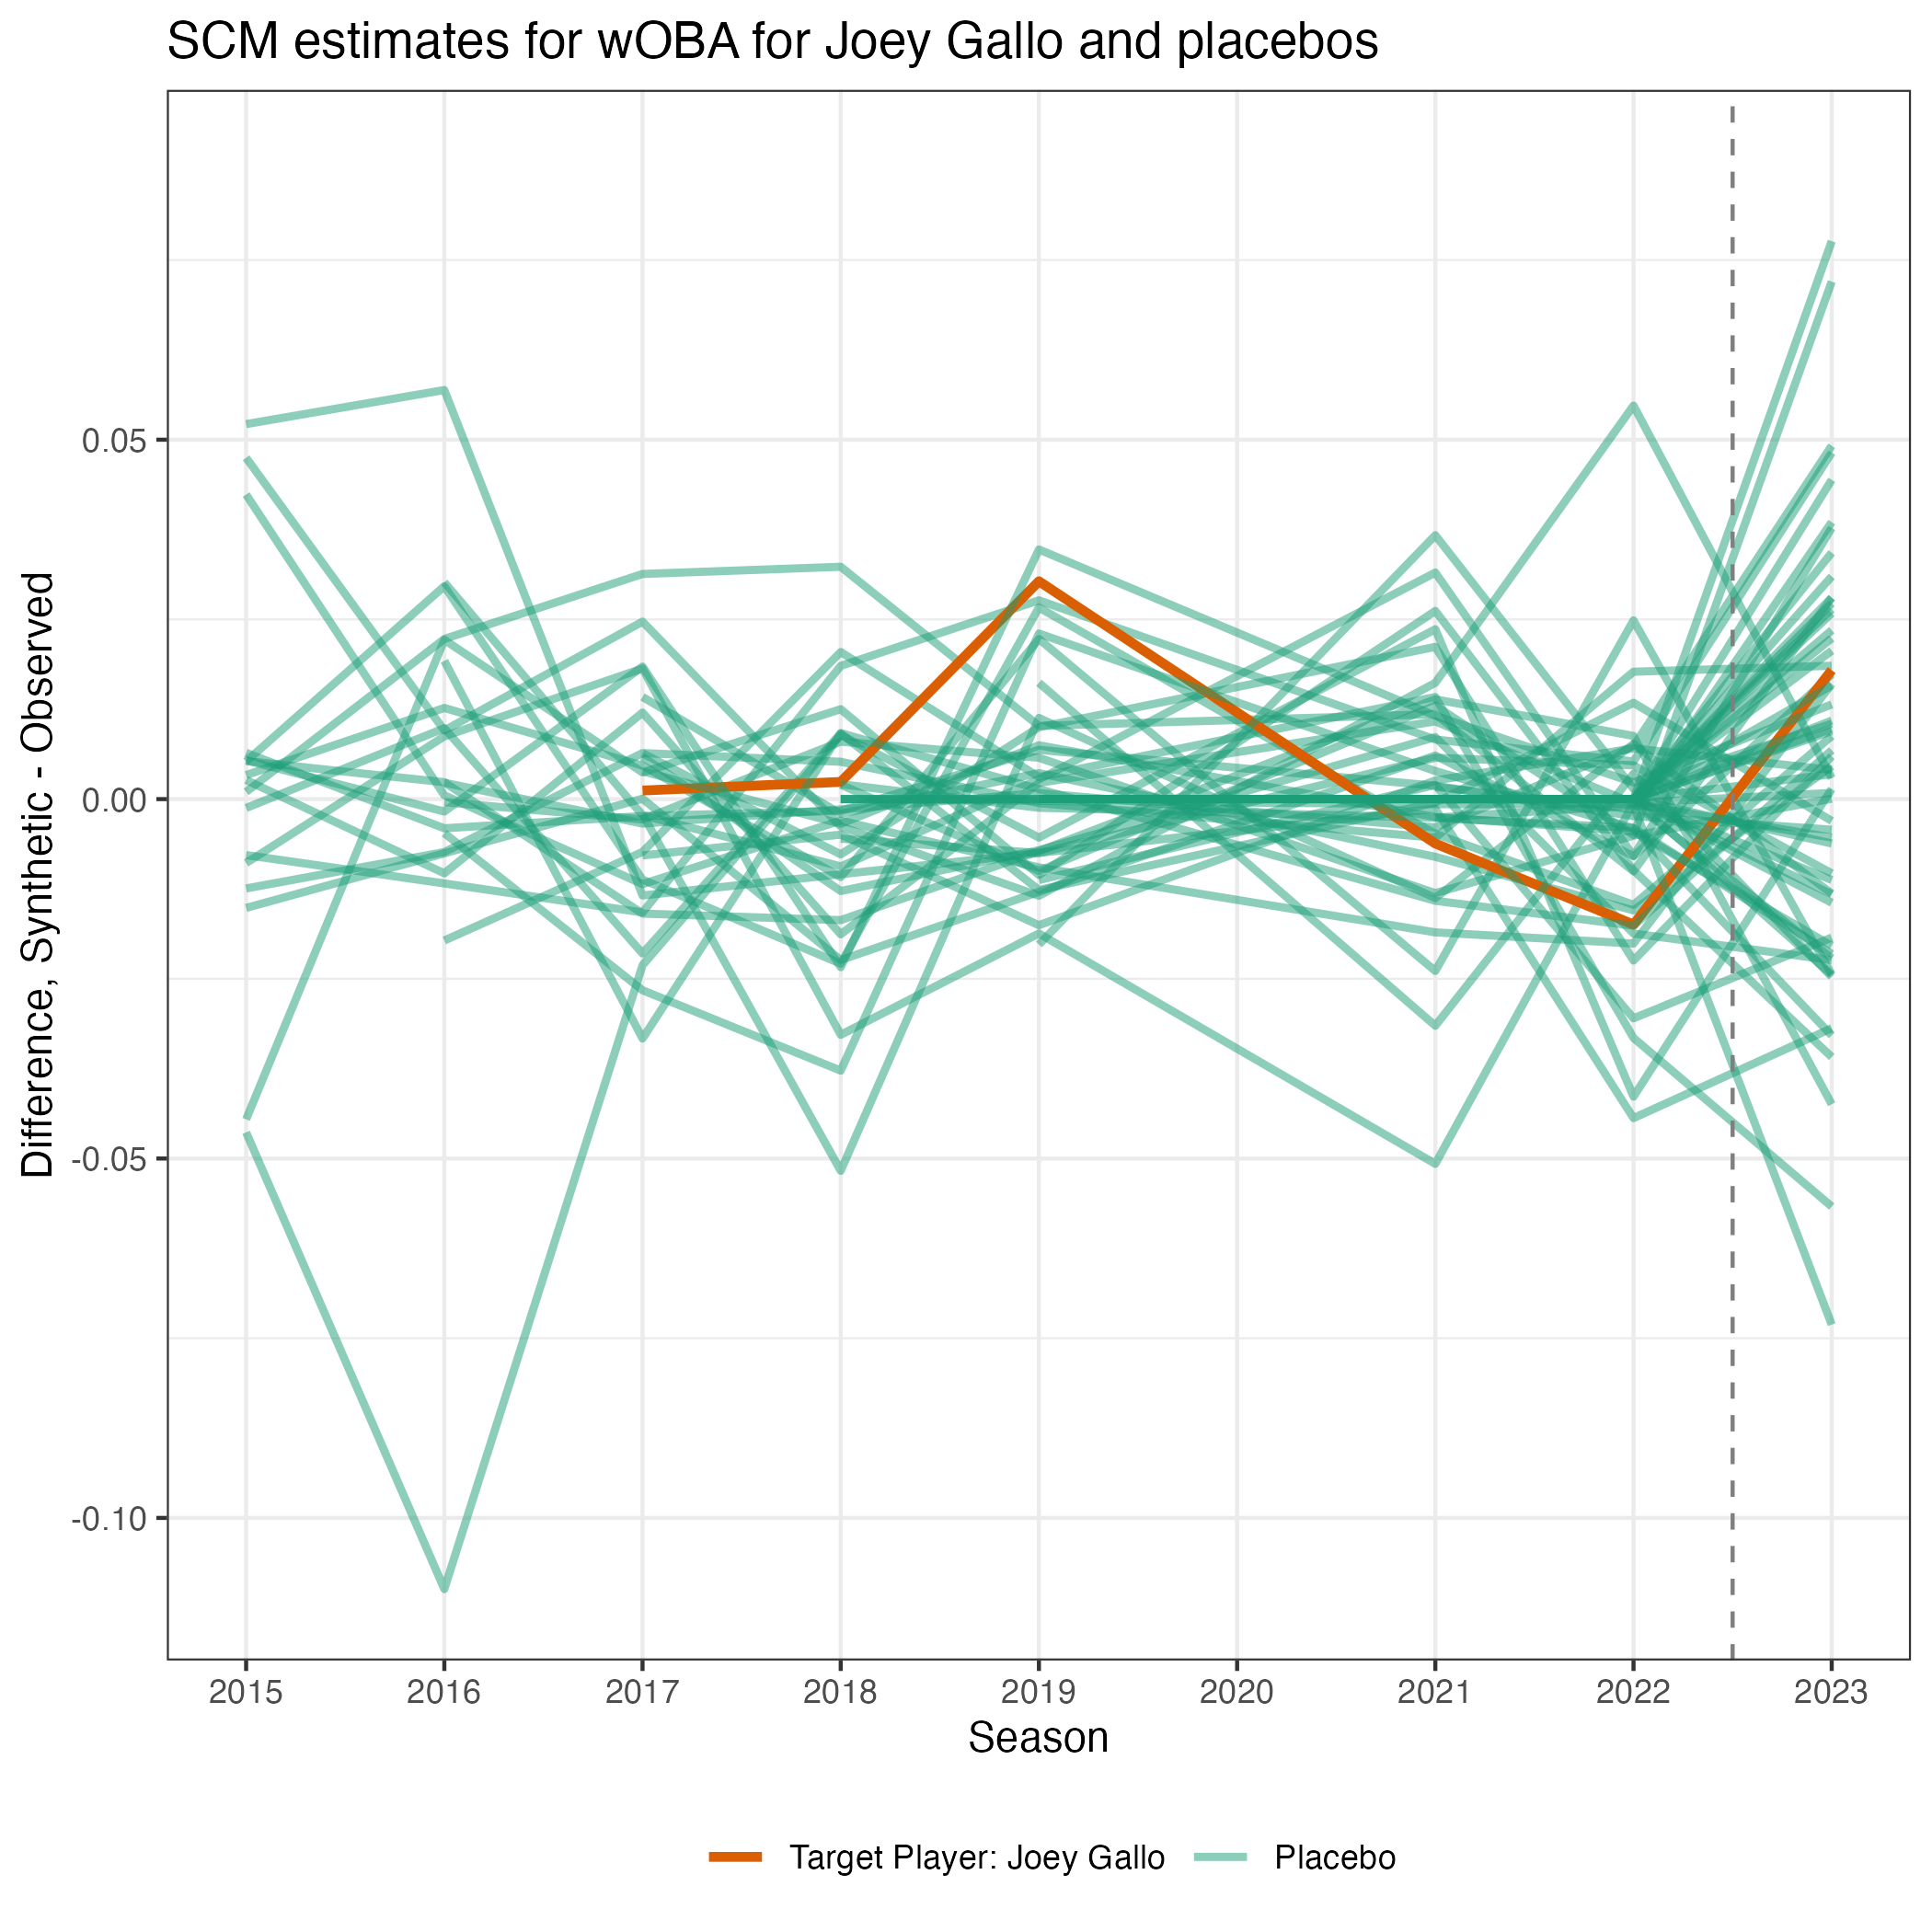 SCM estimates for wOBA for Joey Gallo and placebos
Difference, Synthetic - Observed
0.05
0.00
-0.05
-0.10
2015 2016 2017 2018 2019 2020 2021 2022 2023
Season
Target Player: Joey Gallo Placebo